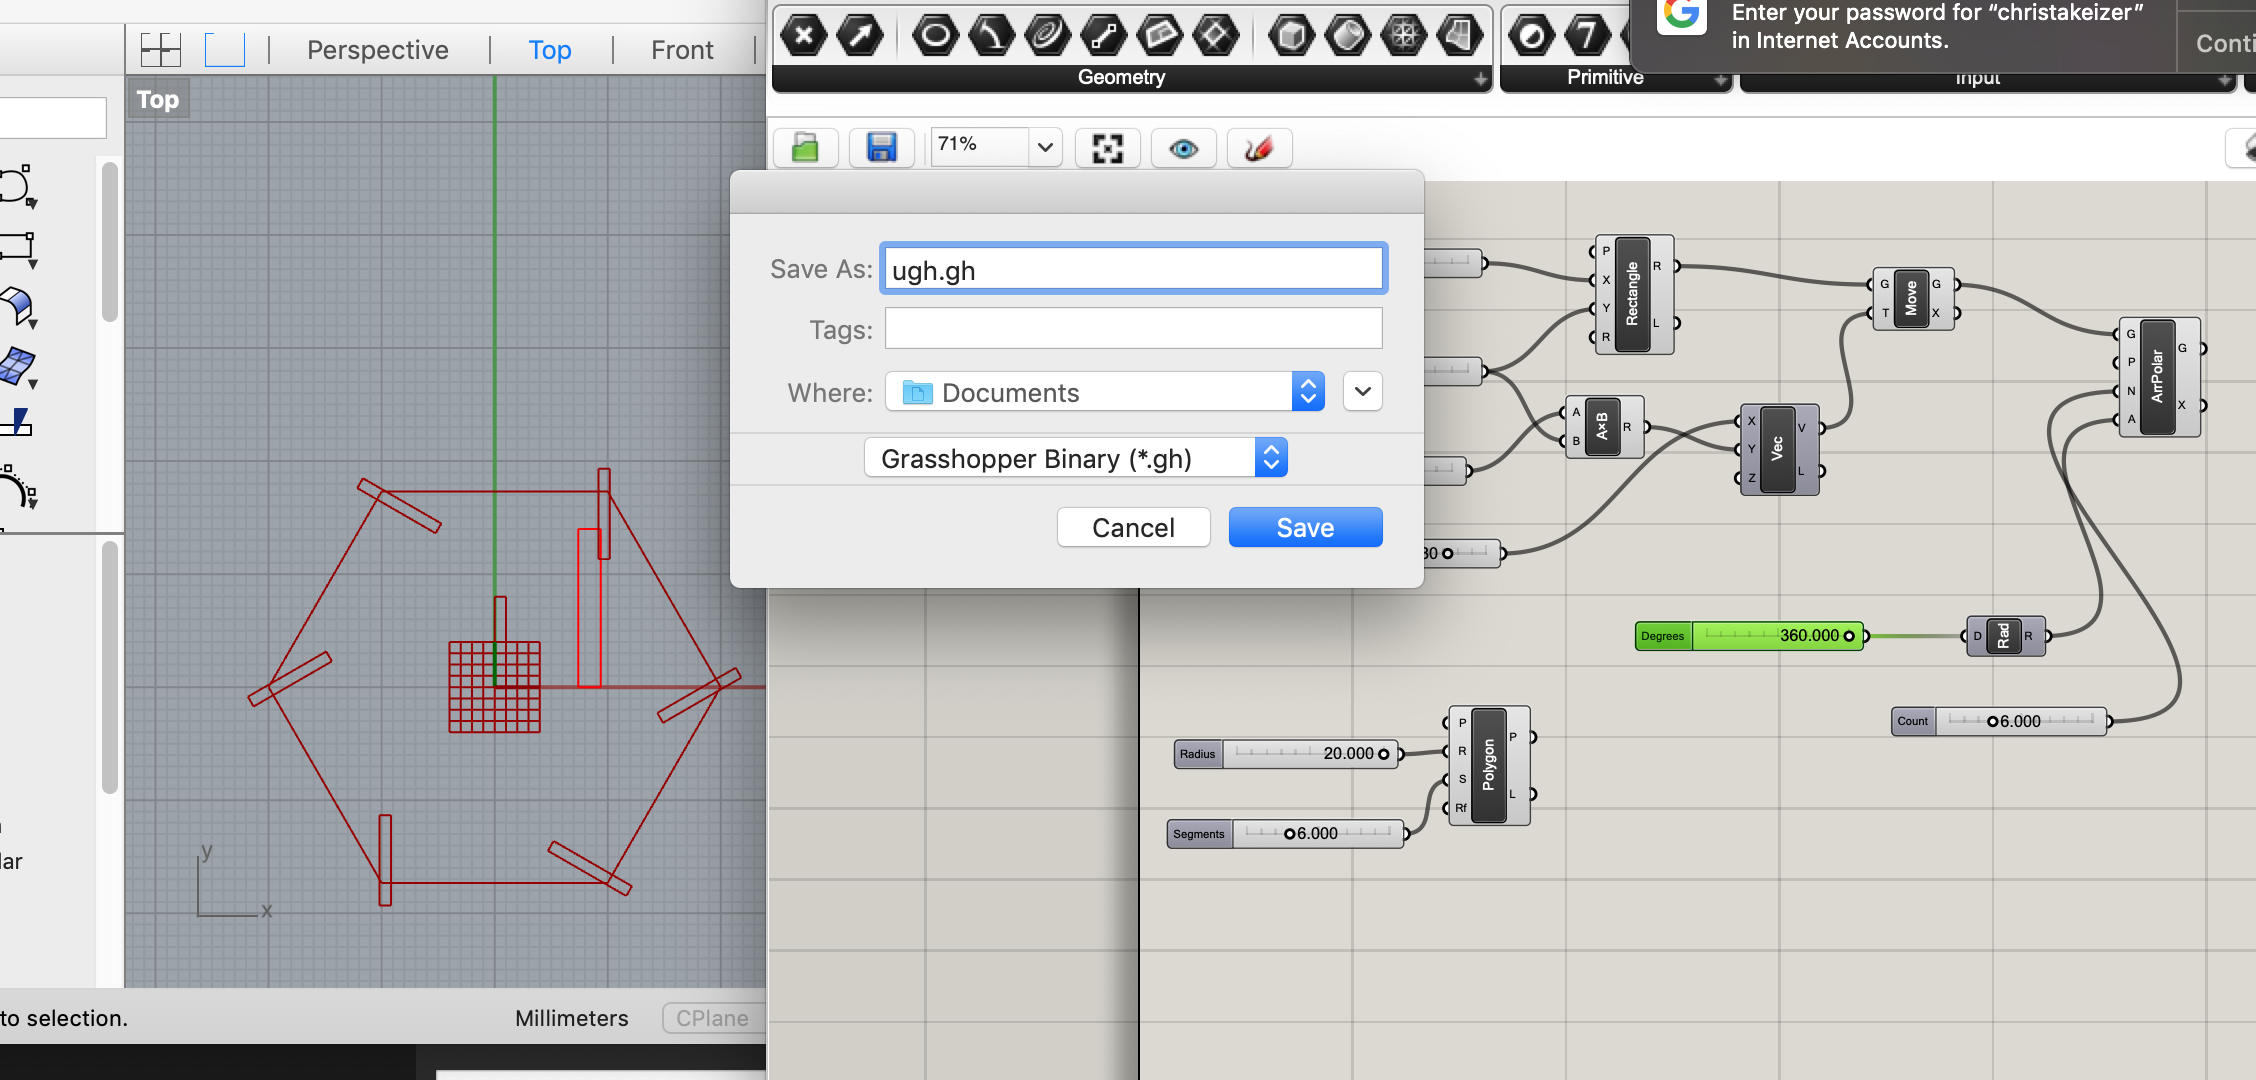 Perspective
Top
Front
Top
Geometry
7
Primitive
Input
Enter your password for “christakeizer”
in Internet Accounts.
Conti
71%
Save As:
ugh.gh
Tags:
Where:
Documents
Grasshopper Binary (*.gh)
Cancel
Save
P
X
Y
R
Rectangle
R
L
G
T
Move
G
X
G
P
N
A
ArrPolar
G
X
A
B
A×B
R
X
Y
Z
Vec
V
L
30
Degrees
360.000
D
Rad
R
Count
6.000
Radius
20.000
Segments
6.000
P
R
S
Rf
Polygon
P
L
y
x
lar
to selection.
Millimeters
CPlane